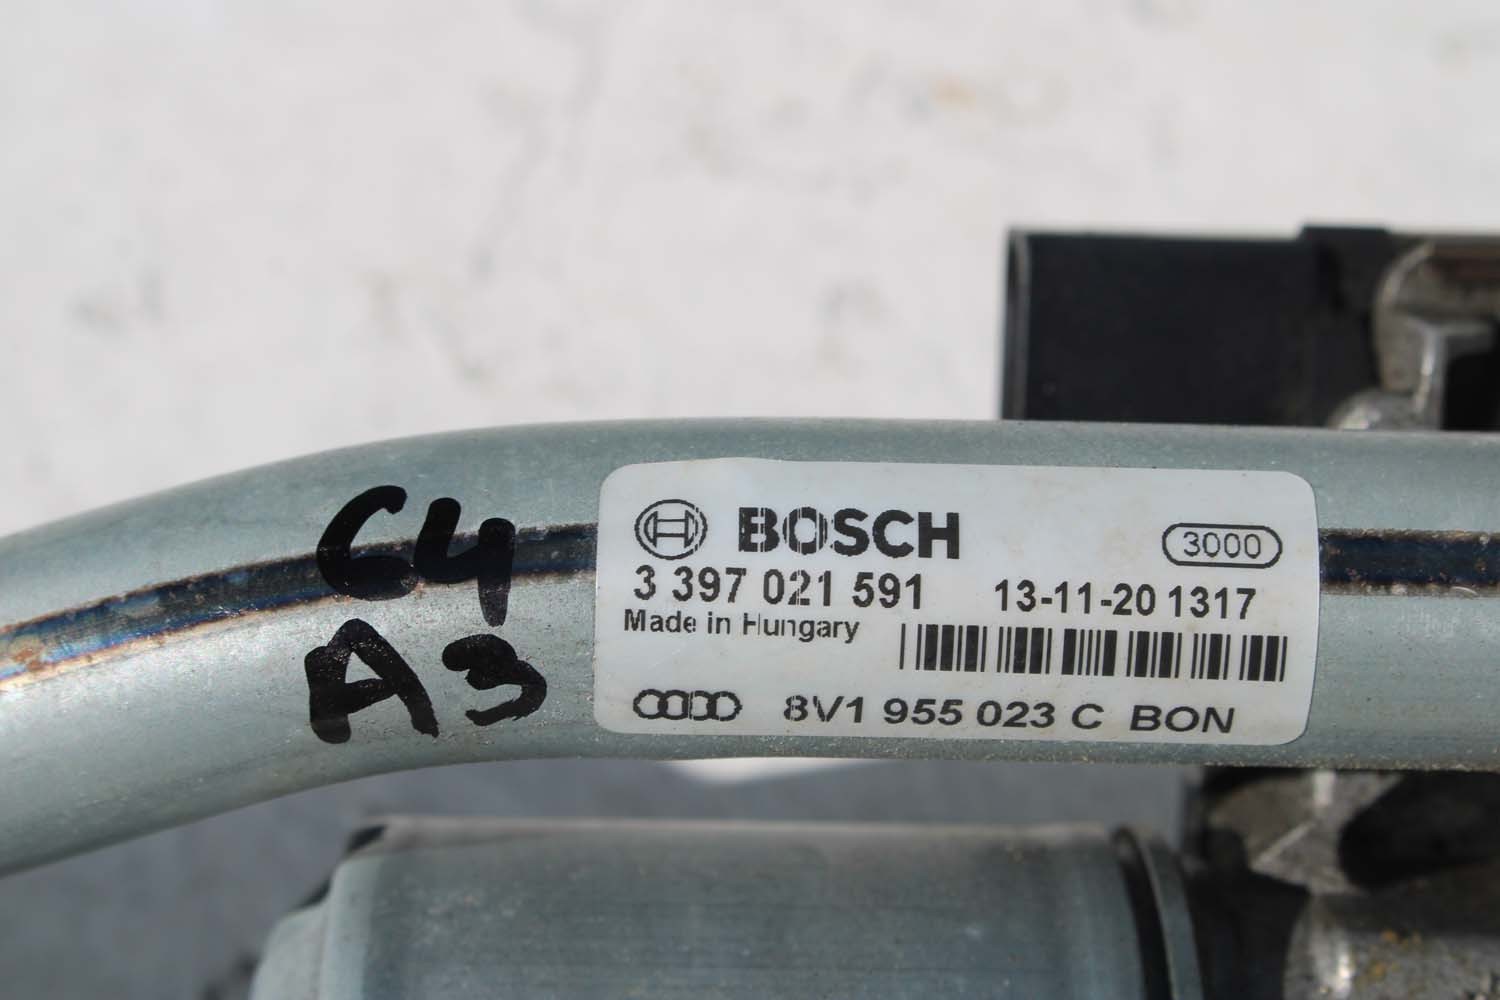 C4
A3
BOSCH
3000
3 397 021 591 13-11-20 1317
Made in Hungary
8V1 955 023 C BON